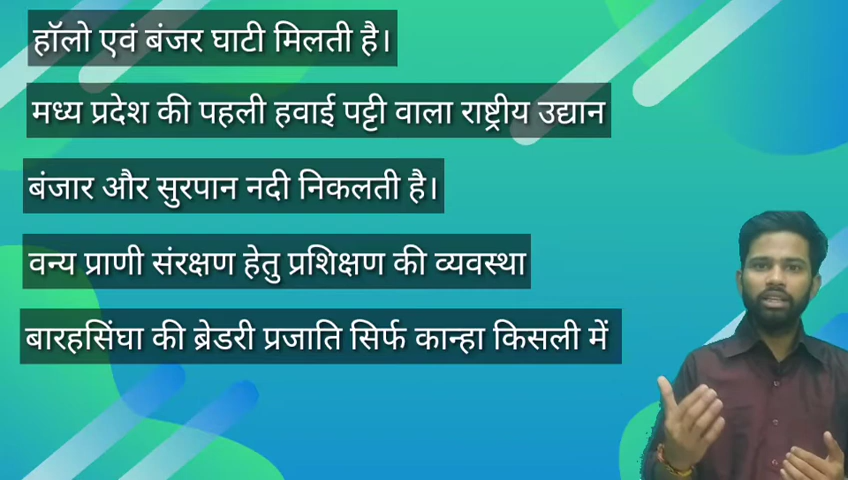 हॉलो एवं बंजर घाटी मिलती है।
मध्य प्रदेश की पहली हवाई पट्टी वाला राष्ट्रीय उद्यान
बंजार और सुरपान नदी निकलती है।
वन्य प्राणी संरक्षण हेतु प्रशिक्षण की व्यवस्था
बारहसिंघा की ब्रेडरी प्रजाति सिर्फ कान्हा किसली में